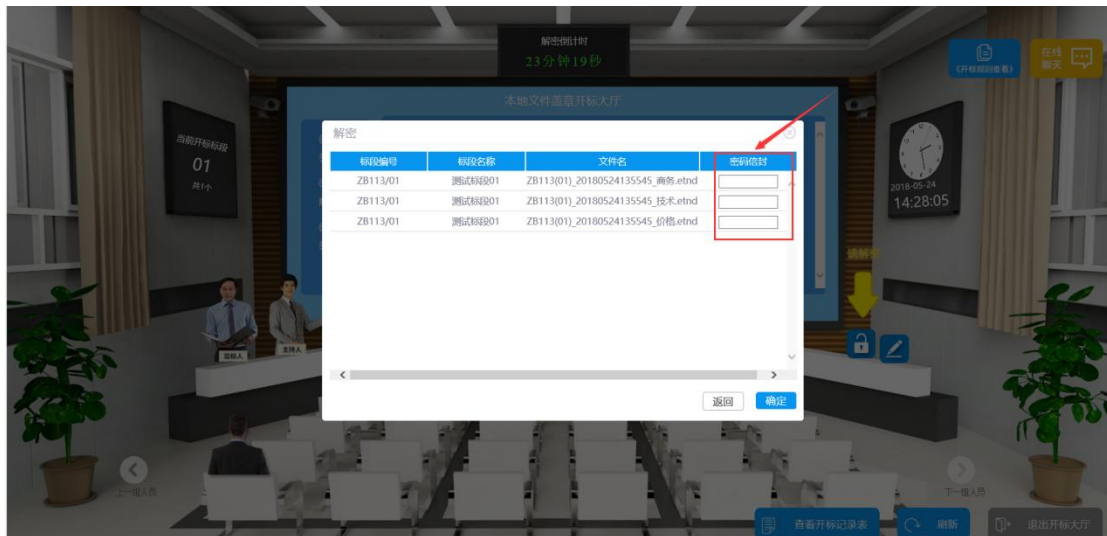 解密倒计时
23分钟19秒
《开标规则查看》
在线
聊天
本地文件盖章开标大厅
当前开标标段
01
共1个
解密
标段编号 标段名称 文件名 密码信封
ZB113/01 测试标段01 ZB113(01)_20180524135545_商务.etnd
ZB113/01 测试标段01 ZB113(01)_20180524135545_技术.etnd
ZB113/01 测试标段01 ZB113(01)_20180524135545_价格.etnd
2018-05-24
14:28:05
请解密
监标人
主持人
返回 确定
上一组人员
下一组人员
查看开标记录表 刷新 退出开标大厅